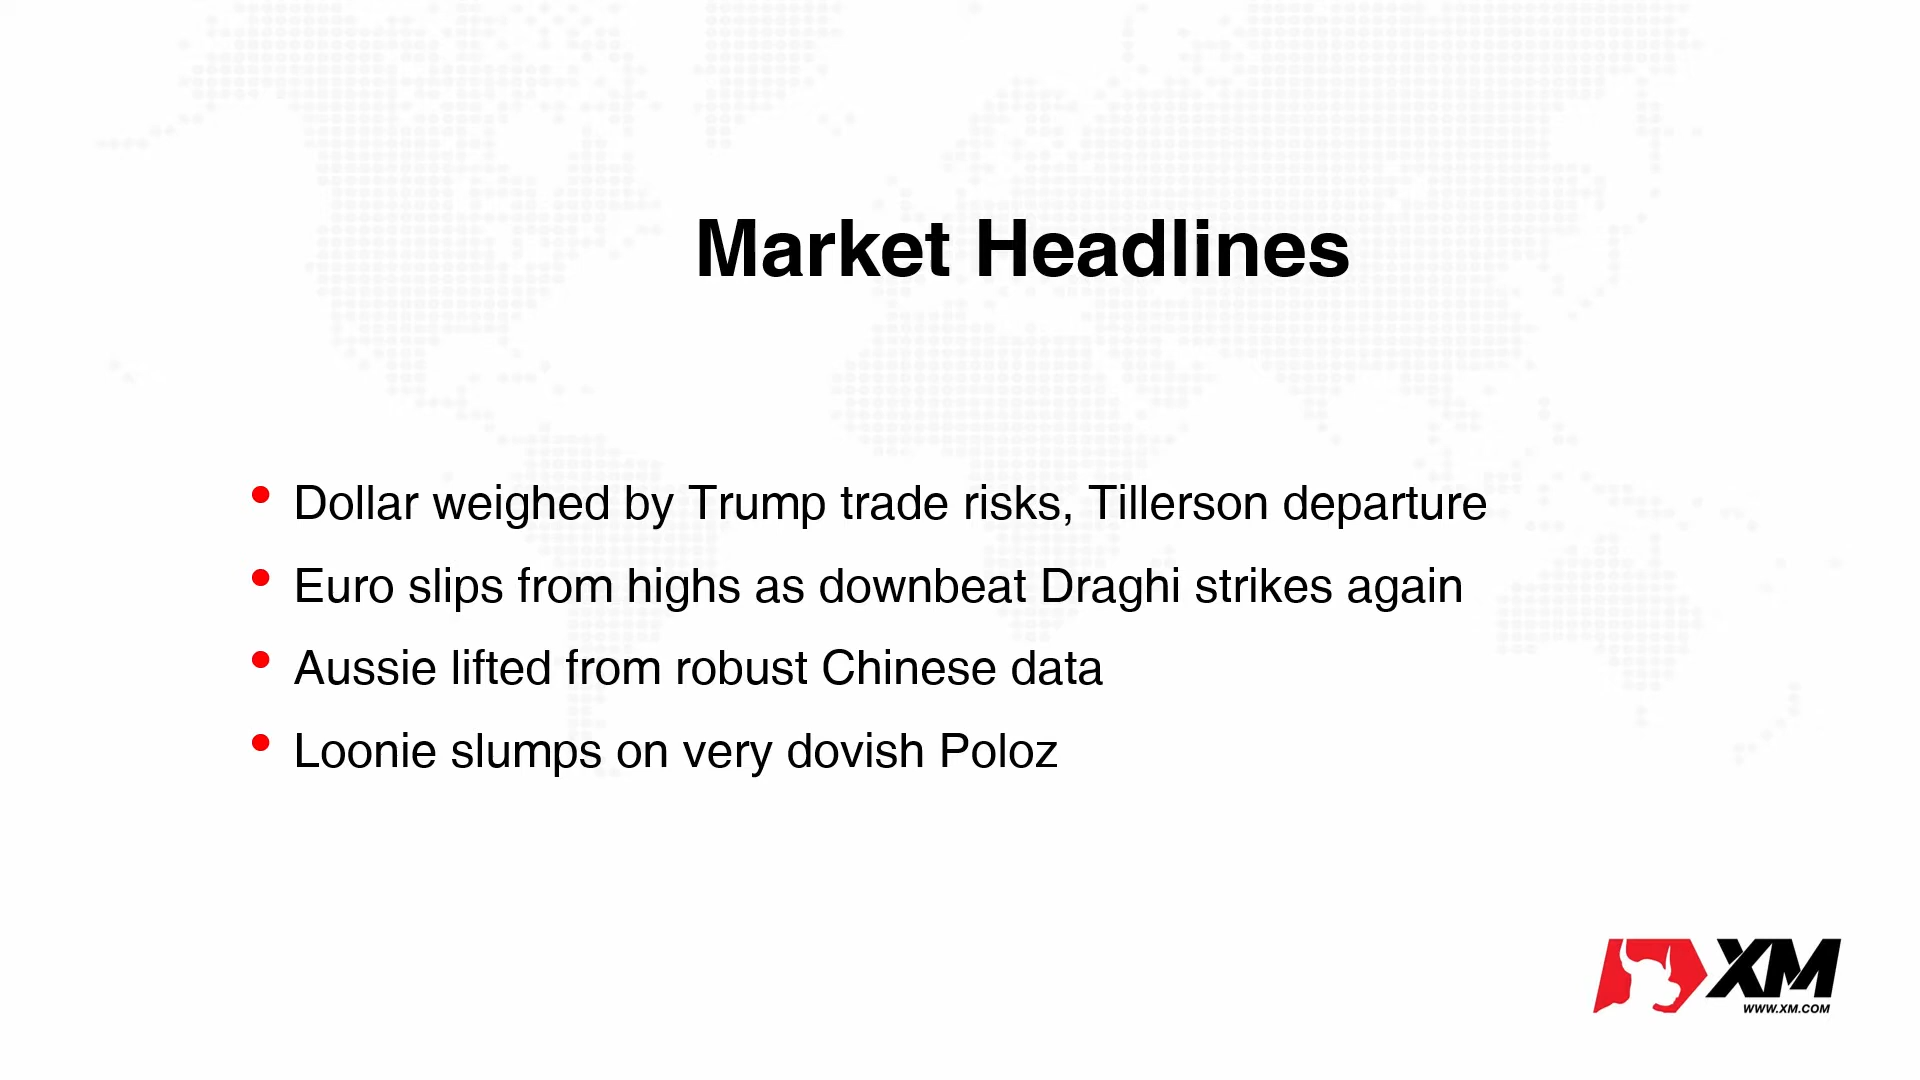 Market Headlines
• Dollar weighed by Trump trade risks, Tillerson departure
• Euro slips from highs as downbeat Draghi strikes again
• Aussie lifted from robust Chinese data
• Loonie slumps on very dovish Poloz
XM
WWW.XM.COM